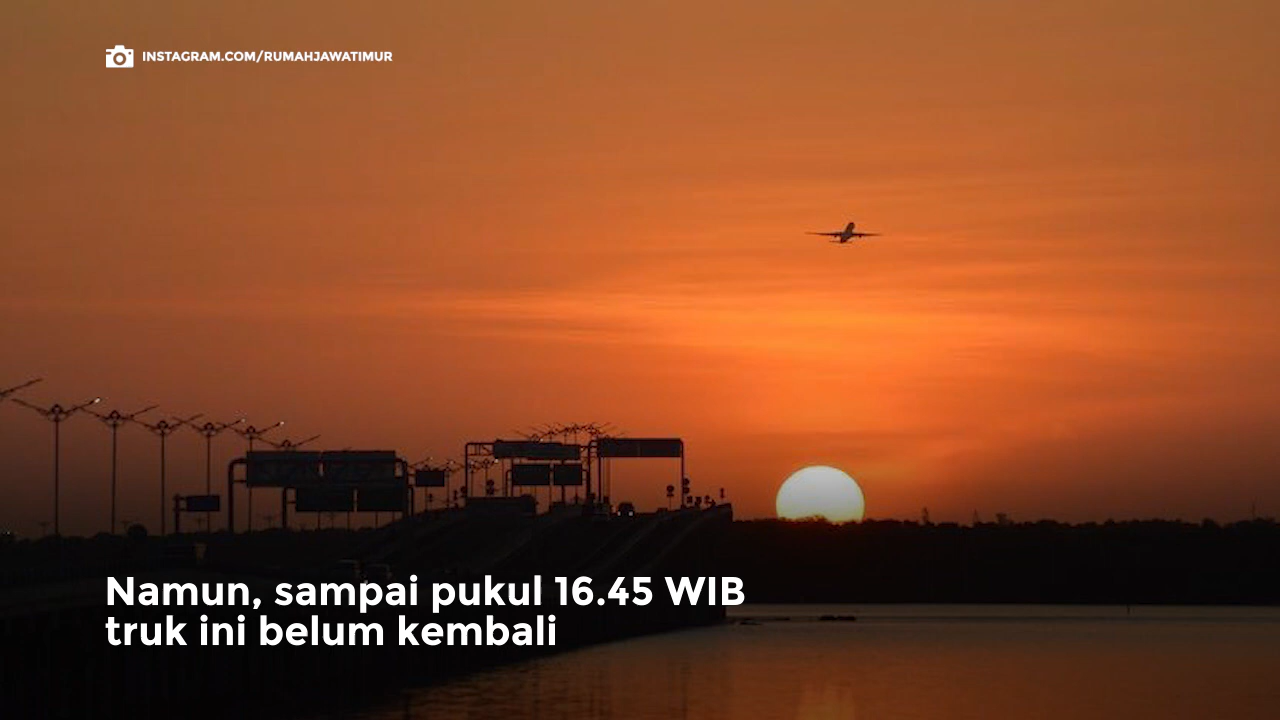 INSTAGRAM.COM/RUMAHJAWATIMUR
Namun, sampai pukul 16.45 WIB
truk ini belum kembali